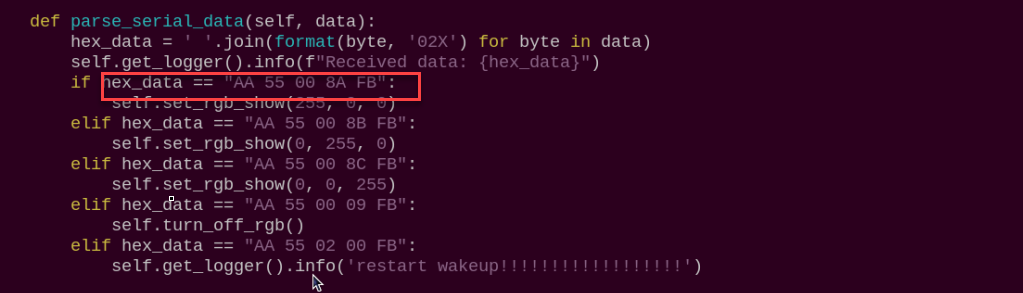 def parse_serial_data(self, data):
    hex_data = ' '.join(format(byte, '02X') for byte in data)
    self.get_logger().info(f"Received data: {hex_data}")
    if hex_data == "AA 55 00 8A FB":
        self.set_rgb_show(255, 0, 0)
    elif hex_data == "AA 55 00 8B FB":
        self.set_rgb_show(0, 255, 0)
    elif hex_data == "AA 55 00 8C FB":
        self.set_rgb_show(0, 0, 255)
    elif hex_data == "AA 55 00 09 FB":
        self.turn_off_rgb()
    elif hex_data == "AA 55 02 00 FB":
        self.get_logger().info('restart wakeup!!!!!!!!!!!!!!!!!!')